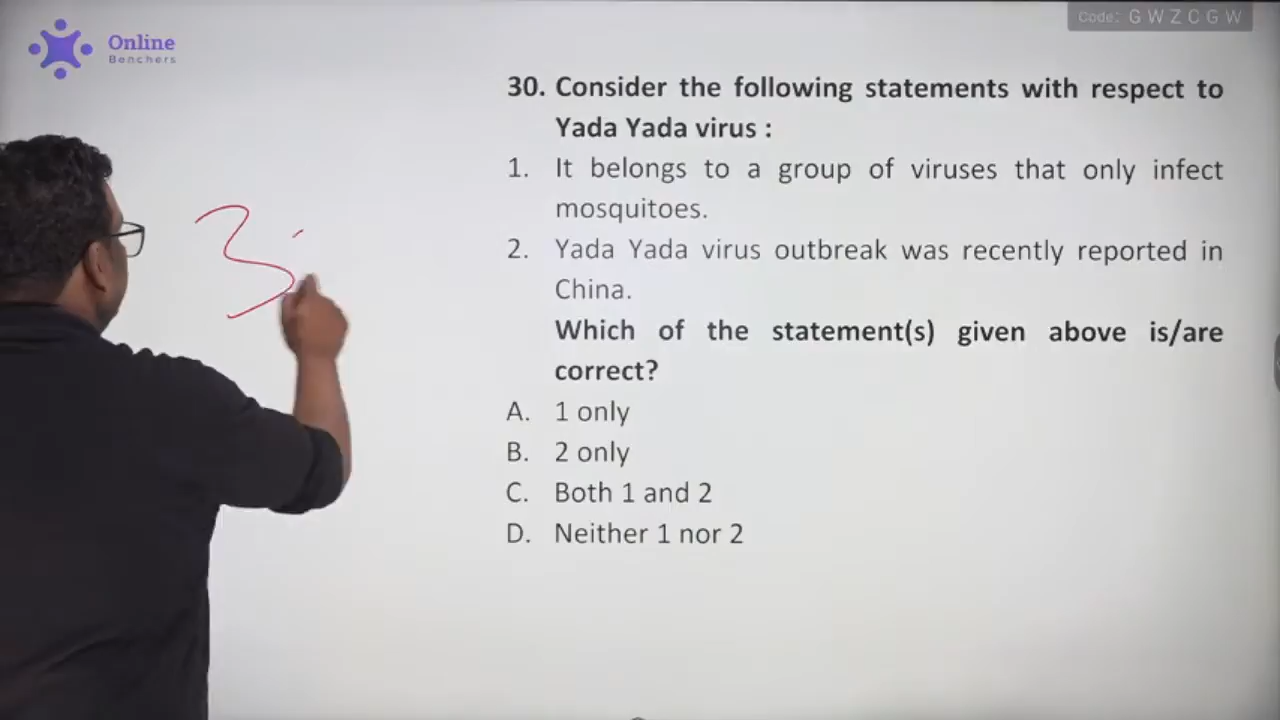 Online
Benchers
Code: G W Z C G W
30. Consider the following statements with respect to
Yada Yada virus :
1. It belongs to a group of viruses that only infect
mosquitoes.
2. Yada Yada virus outbreak was recently reported in
China.
Which of the statement(s) given above is/are
correct?
A. 1 only
B. 2 only
C. Both 1 and 2
D. Neither 1 nor 2
3